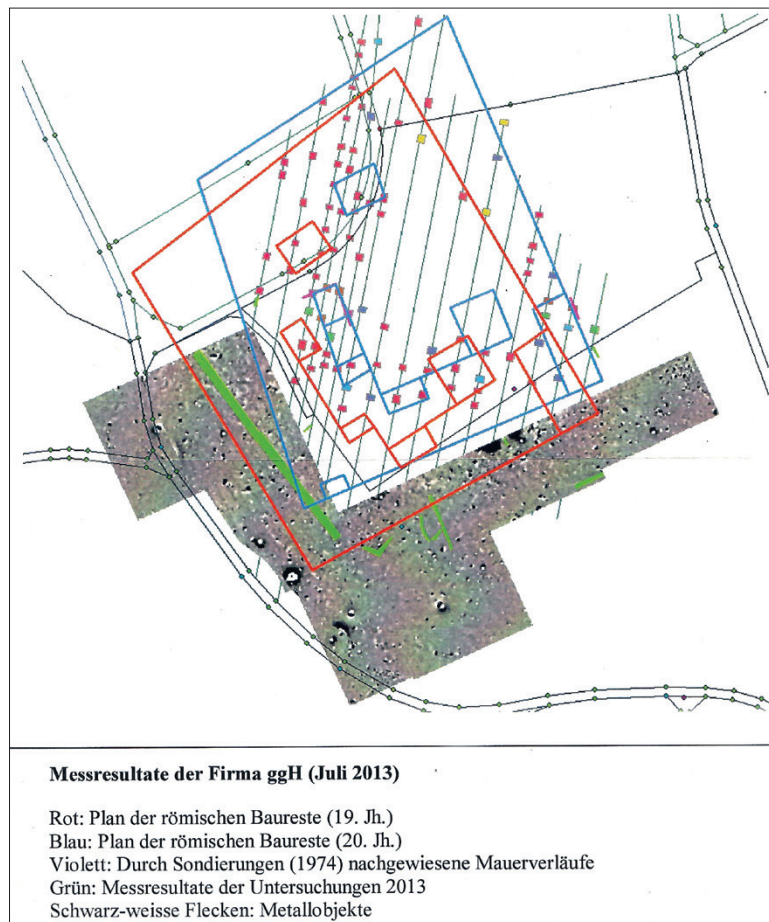 Messresultate der Firma ggH (Juli 2013)
Rot: Plan der römischen Baureste (19. Jh.)
Blau: Plan der römischen Baureste (20. Jh.)
Violett: Durch Sondierungen (1974) nachgewiesene Mauerverläufe
Grün: Messresultate der Untersuchungen 2013
Schwarz-weisse Flecken: Metallobjekte